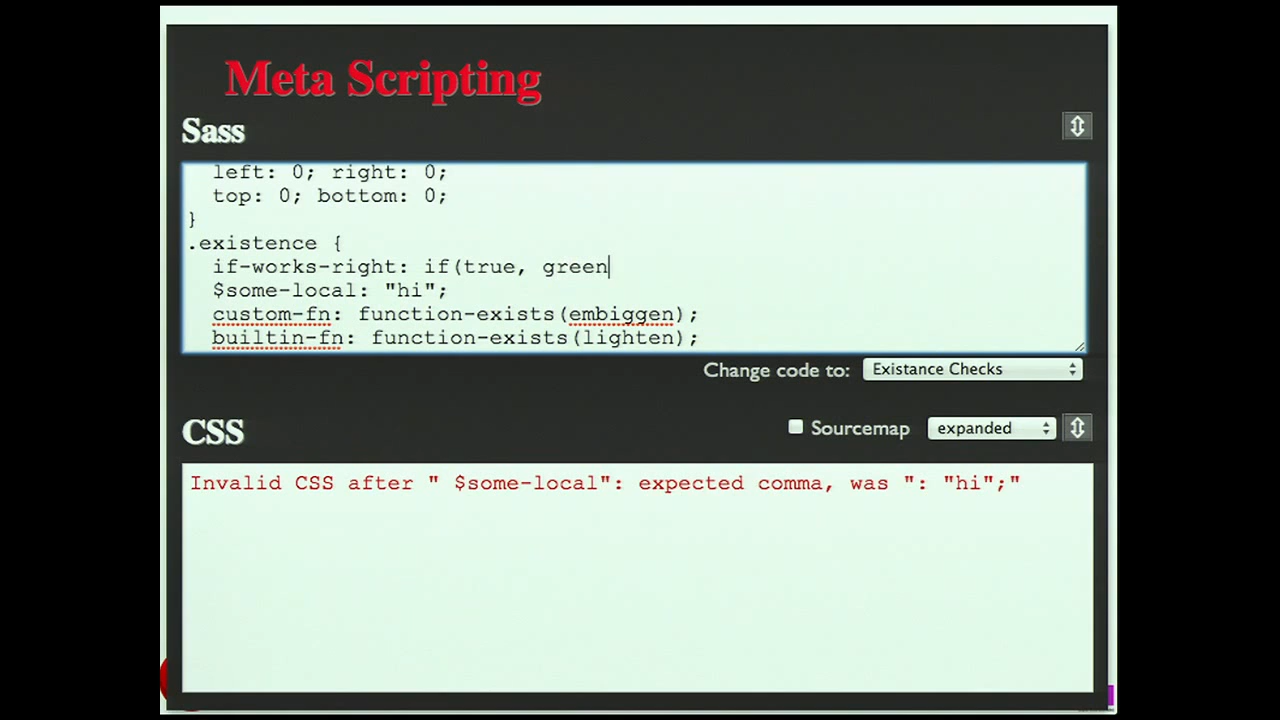 Meta Scripting
Sass
left: 0; right: 0;
top: 0; bottom: 0;
}
.existence {
if-works-right: if(true, green
$some-local: "hi";
custom-fn: function-exists(embiggen);
builtin-fn: function-exists(lighten);
Change code to: Existance Checks
CSS
Sourcemap expanded
Invalid CSS after " $some-local": expected comma, was ": "hi";"